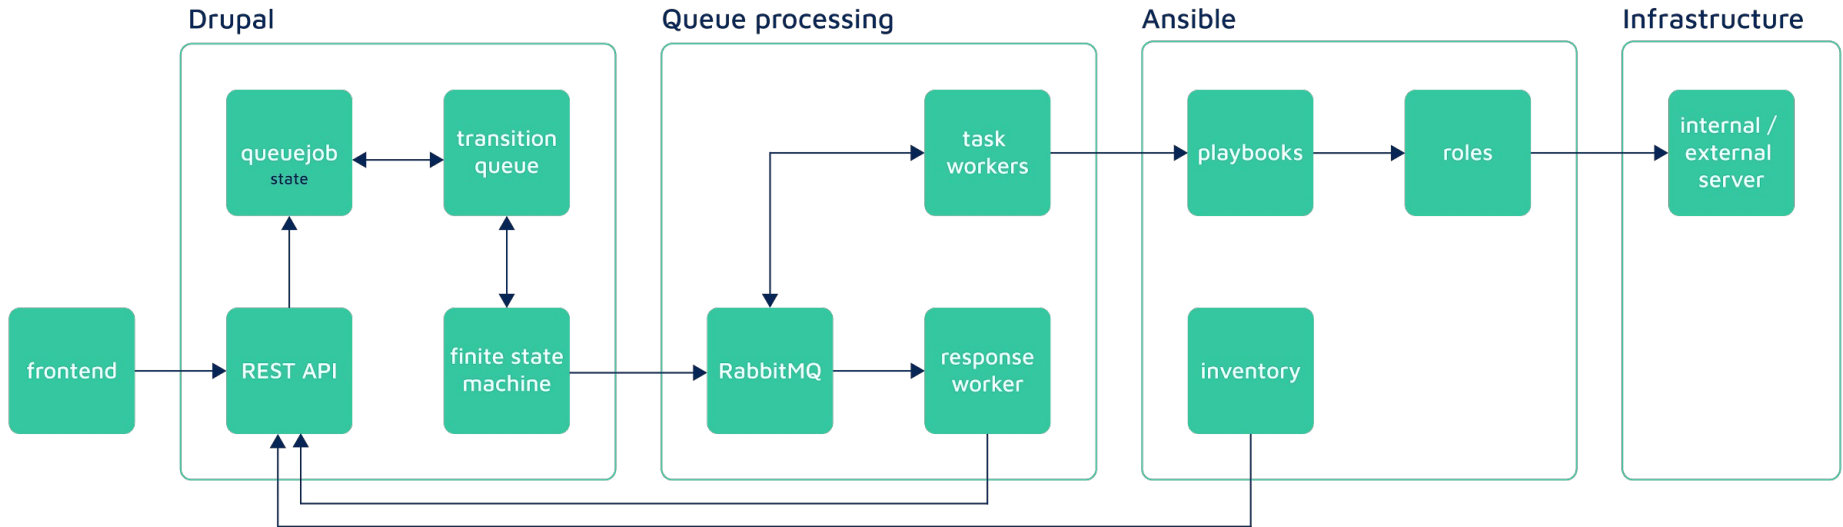 Drupal
Queue processing
Ansible
Infrastructure
queuejob
state
transition
queue
task
workers
playbooks
roles
internal /
external
server
frontend
REST API
finite state
machine
RabbitMQ
response
worker
inventory